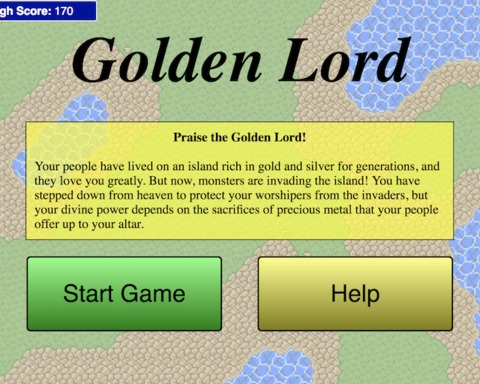 Score: 170
Golden Lord
Praise the Golden Lord!
Your people have lived on an island rich in gold and silver for generations, and
they love you greatly. But now, monsters are invading the island! You have
stepped down from heaven to protect your worshipers from the invaders, but
your divine power depends on the sacrifices of precious metal that your people
offer up to your altar.
Start Game
Help